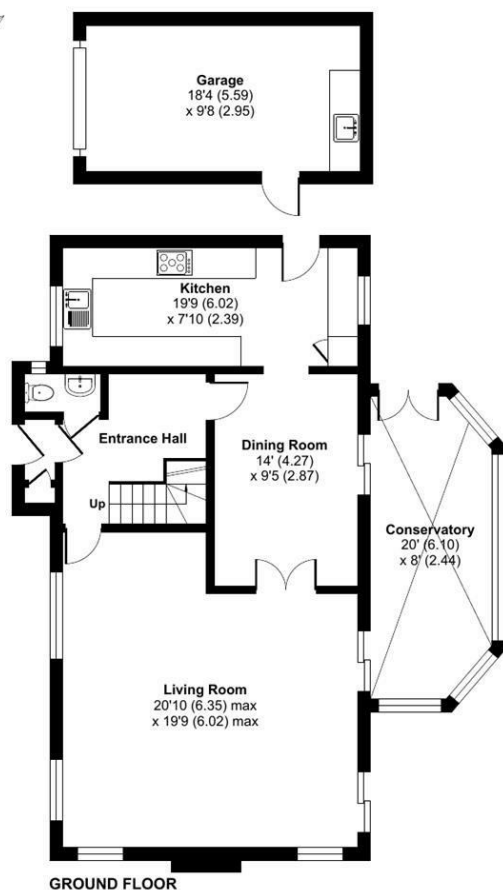 Garage
18'4 (5.59)
x 9'8 (2.95)
Kitchen
19'9 (6.02)
x 7'10 (2.39)
Entrance Hall
Up
Dining Room
14' (4.27)
x 9'5 (2.87)
Conservatory
20' (6.10)
x 8' (2.44)
Living Room
20'10 (6.35) max
x 19'9 (6.02) max
GROUND FLOOR